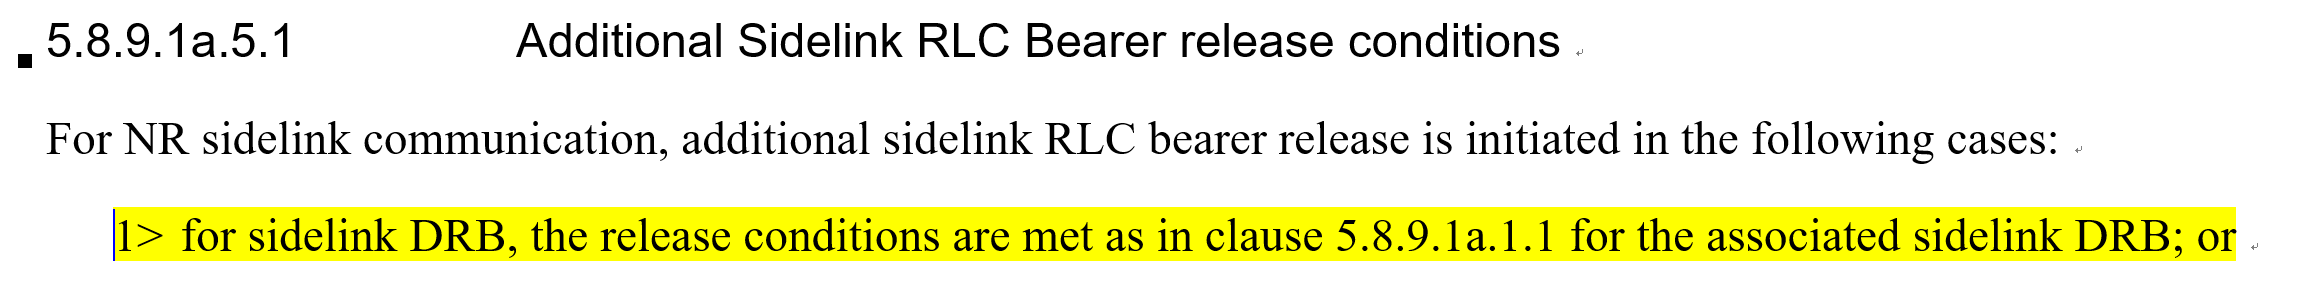 5.8.9.1a.5.1 Additional Sidelink RLC Bearer release conditions
For NR sidelink communication, additional sidelink RLC bearer release is initiated in the following cases:
1> for sidelink DRB, the release conditions are met as in clause 5.8.9.1a.1.1 for the associated sidelink DRB; or